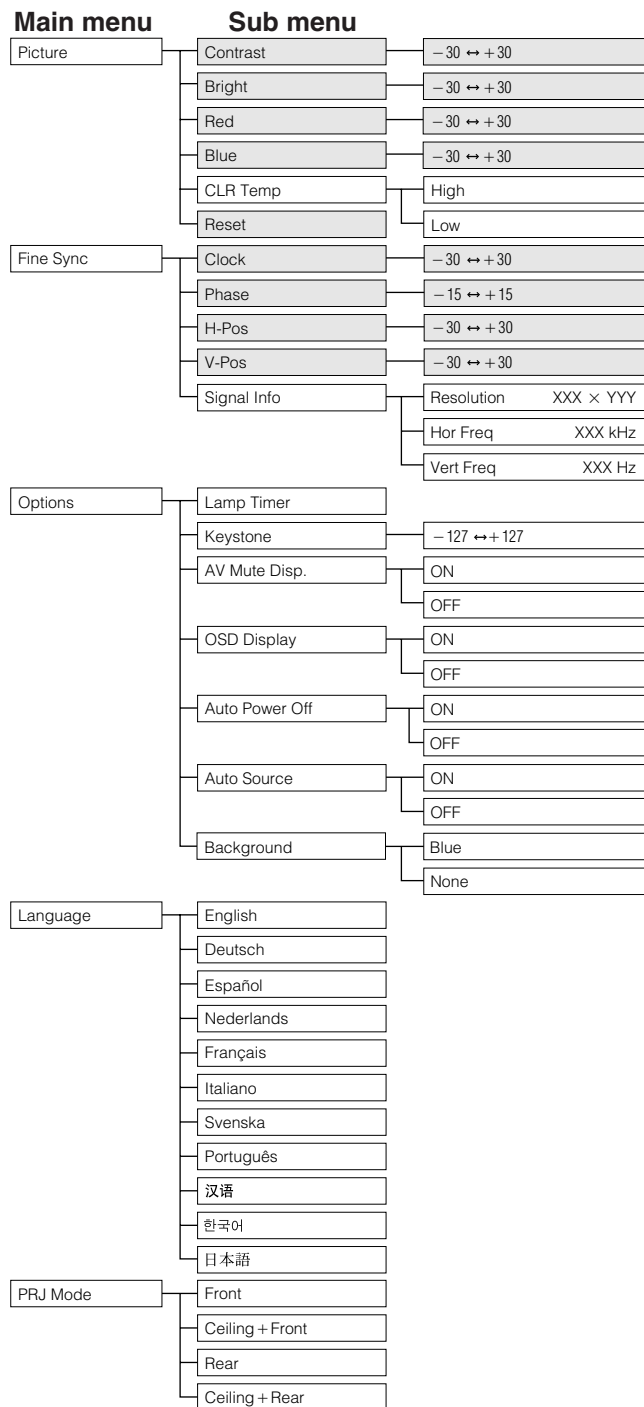 Main menu Sub menu
Picture Contrast −30 ↔ +30
Bright −30 ↔ +30
Red −30 ↔ +30
Blue −30 ↔ +30
CLR Temp High
Reset Low
Fine Sync Clock −30 ↔ +30
Phase −15 ↔ +15
H-Pos −30 ↔ +30
V-Pos −30 ↔ +30
Signal Info Resolution XXX × YYY
Hor Freq XXX kHz
Vert Freq XXX Hz
Options Lamp Timer
Keystone −127 ↔ +127
AV Mute Disp. ON
OFF
OSD Display ON
OFF
Auto Power Off ON
OFF
Auto Source ON
OFF
Background Blue
None
Language English
Deutsch
Español
Nederlands
Français
Italiano
Svenska
Português
汉语
한국어
日本語
PRJ Mode Front
Ceiling + Front
Rear
Ceiling + Rear